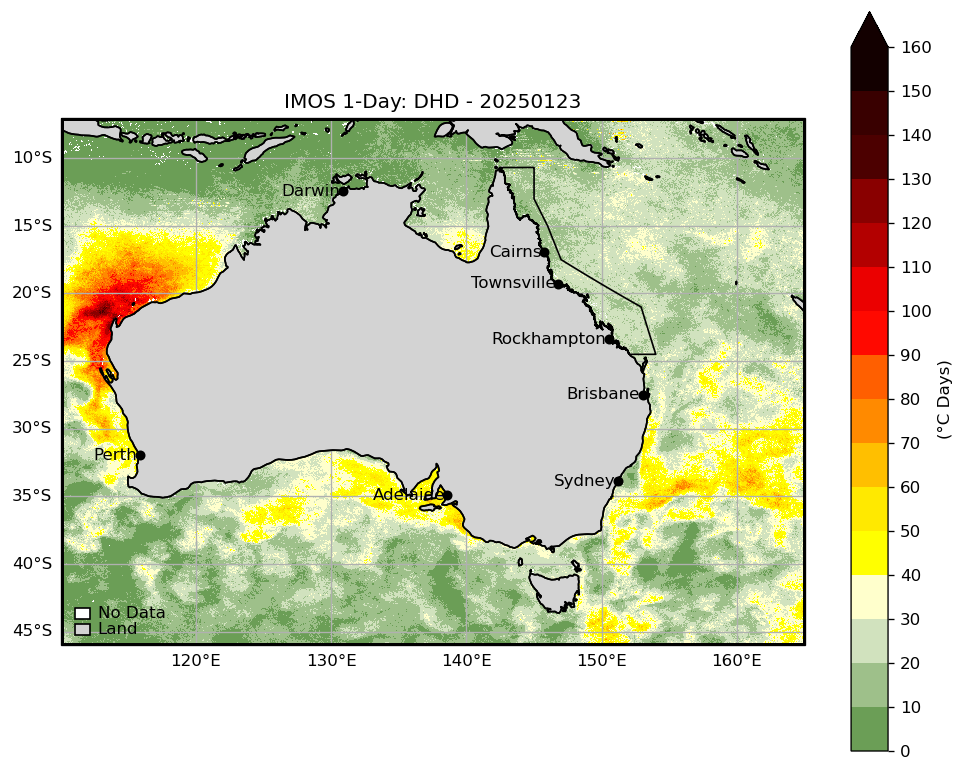 IMOS 1-Day: DHD - 20250123
160
150
140
130
120
110
100
90
80
70
60
50
40
30
20
10
0
(°C Days)
10°S
15°S
20°S
25°S
30°S
35°S
40°S
45°S
Darwin
Cairns
Townsville
Rockhampton
Brisbane
Perth
Sydney
Adelaide
No Data
Land
120°E
130°E
140°E
150°E
160°E